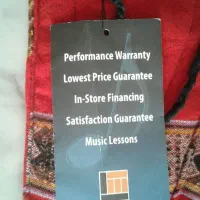 Performance Warranty
Lowest Price Guarantee
In-Store Financing
Satisfaction Guarantee
Music Lessons